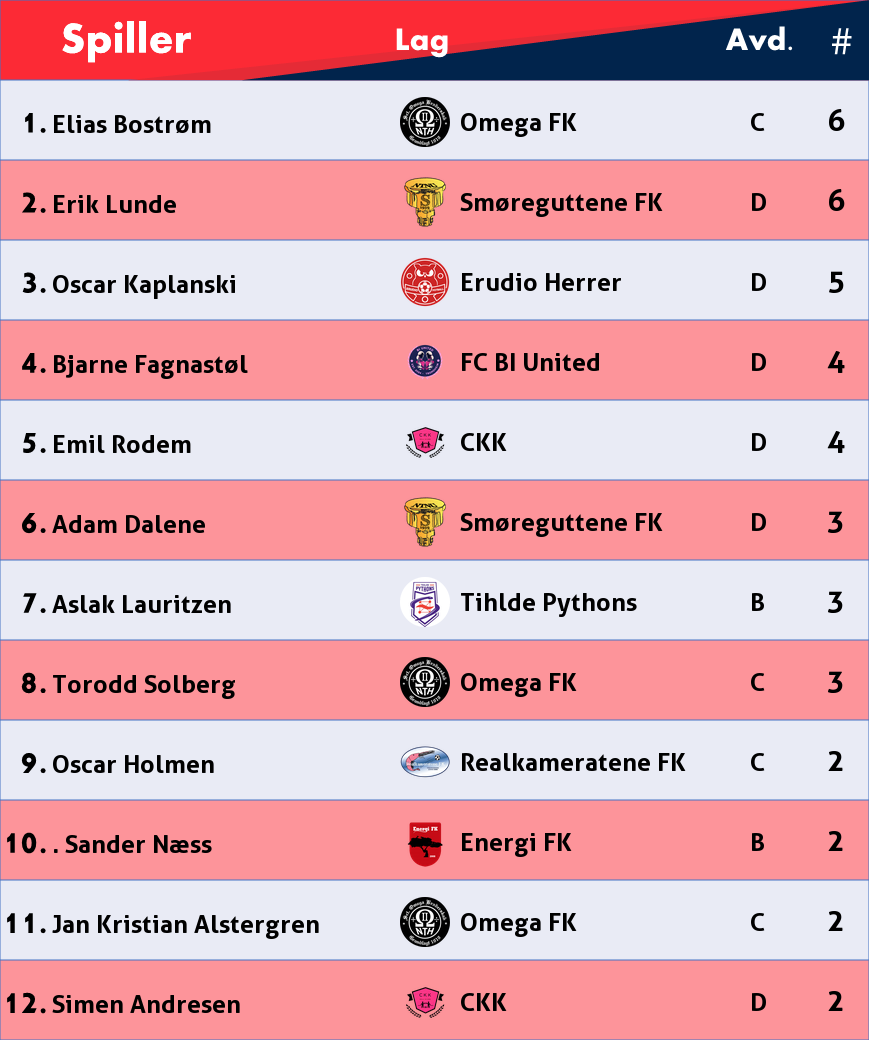 Spiller Lag Avd. #
1. Elias Bostrøm Omega FK C 6
2. Erik Lunde Smøreguttene FK D 6
3. Oscar Kaplanski Erudio Herrer D 5
4. Bjarne Fagnastøl FC BI United D 4
5. Emil Rodem CKK D 4
6. Adam Dalene Smøreguttene FK D 3
7. Aslak Lauritzen Tihlde Pythons B 3
8. Torodd Solberg Omega FK C 3
9. Oscar Holmen Realkameratene FK C 2
10. . Sander Næss Energi FK B 2
11. Jan Kristian Alstergren Omega FK C 2
12. Simen Andresen CKK D 2